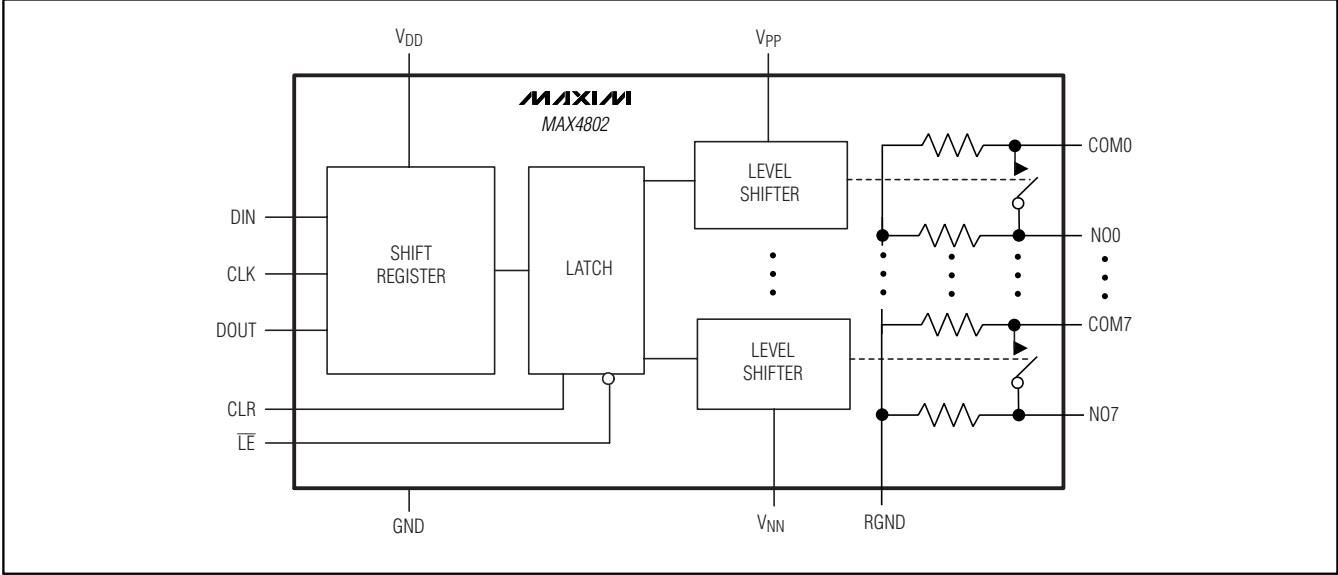 VDD
VPP
MAXIM
MAX4802
COM0
LEVEL
SHIFTER
DIN
NO0
SHIFT
REGISTER
LATCH
CLK
DOUT
COM7
LEVEL
SHIFTER
CLR
NO7
LE
GND
VNN
RGND